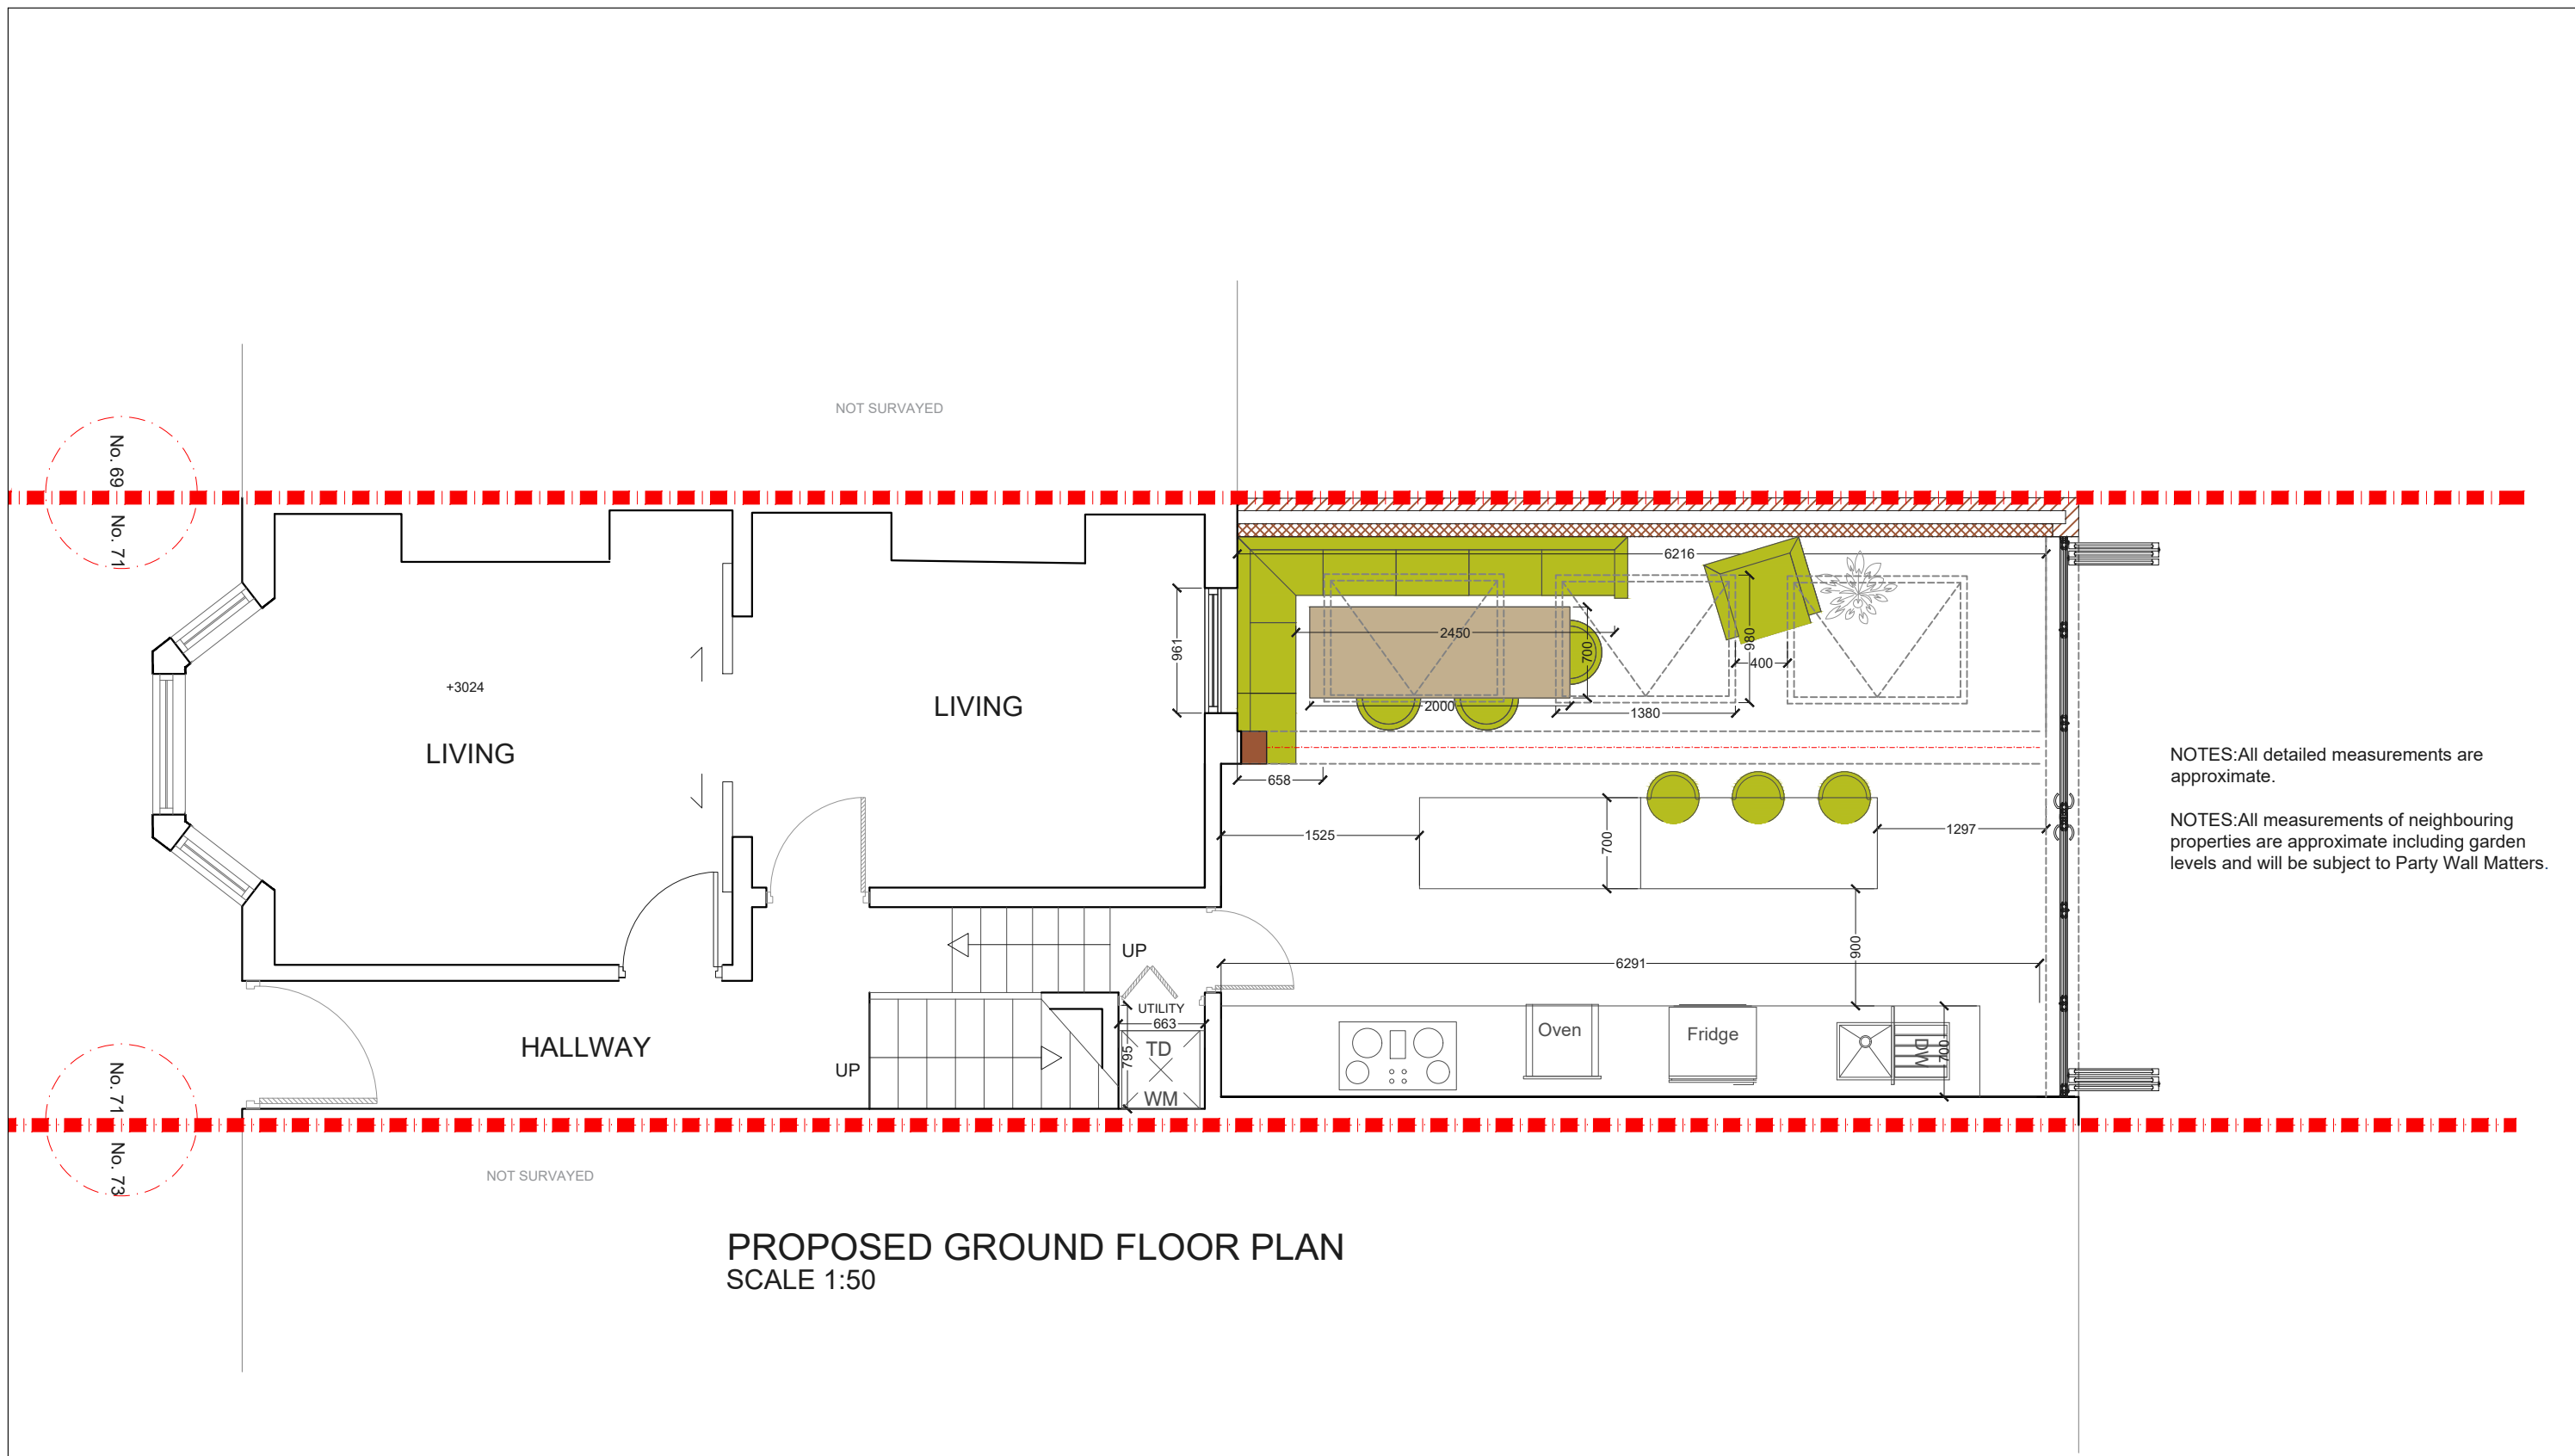 NOT SURVAYED
No. 69
No. 71
6216
961
2450
700
980
400
+3024
LIVING
LIVING
2000
1380
658
NOTES:All detailed measurements are
approximate.
NOTES:All measurements of neighbouring
properties are approximate including garden
levels and will be subject to Party Wall Matters.
1525
700
1297
UP
900
6291
UTILITY
663
HALLWAY
UP
795
TD
WM
Oven
Fridge
DW
700
No. 71
No. 73
NOT SURVAYED
PROPOSED GROUND FLOOR PLAN
SCALE 1:50